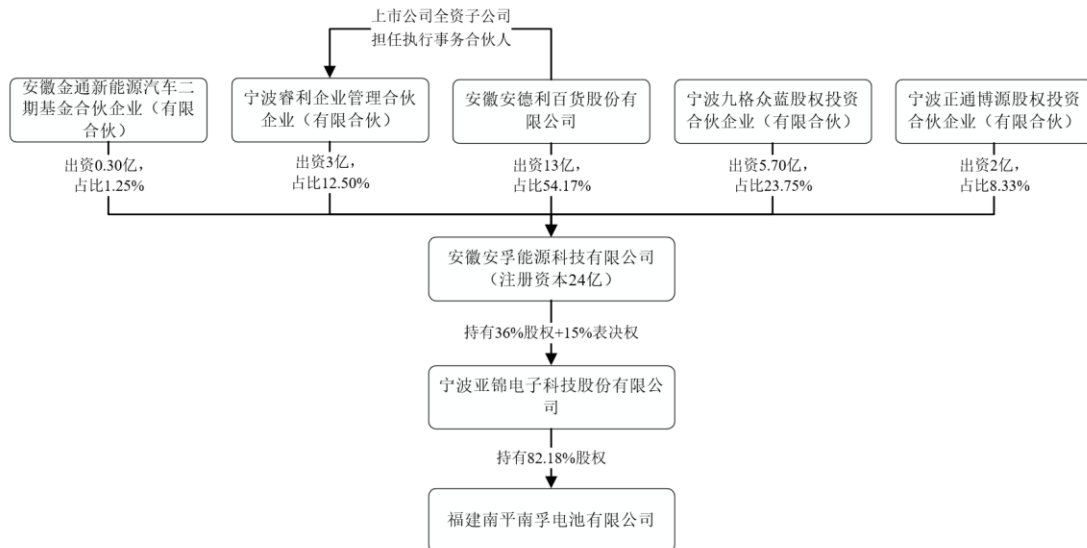 上市公司全资子公司
担任执行事务合伙人
安徽金通新能源汽车二
期基金合伙企业（有限
合伙）
宁波睿利企业管理合伙
企业（有限合伙）
安徽安德利百货股份有
限公司
宁波九格众蓝股权投资
合伙企业（有限合伙）
宁波正通博源股权投资
合伙企业（有限合伙）
出资0.30亿，
占比1.25%
出资3亿，
占比12.50%
出资13亿，
占比54.17%
出资5.70亿，
占比23.75%
出资2亿，
占比8.33%
安徽安孚能源科技有限公司
（注册资本24亿）
持有36%股权+15%表决权
宁波亚锦电子科技股份有限公
司
持有82.18%股权
福建南平南孚电池有限公司